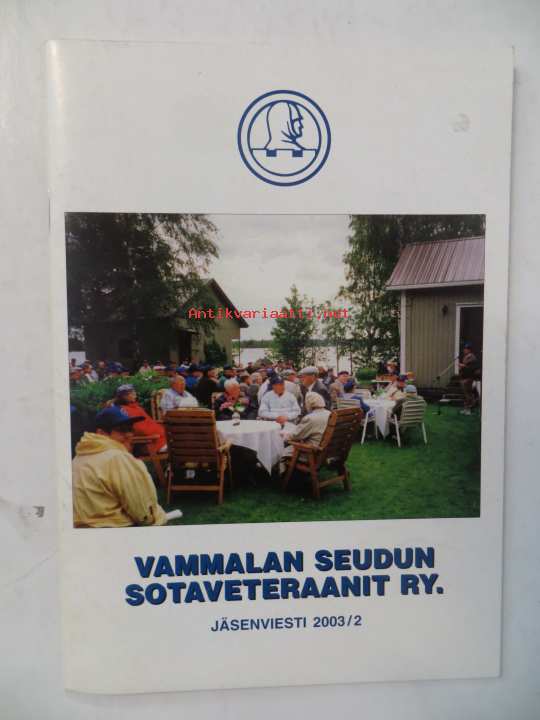 Antikvariaatti.net
VAMMALAN SEUDUN
SOTAVETERAANIT RY.
JÄSENVIESTI 2003/2